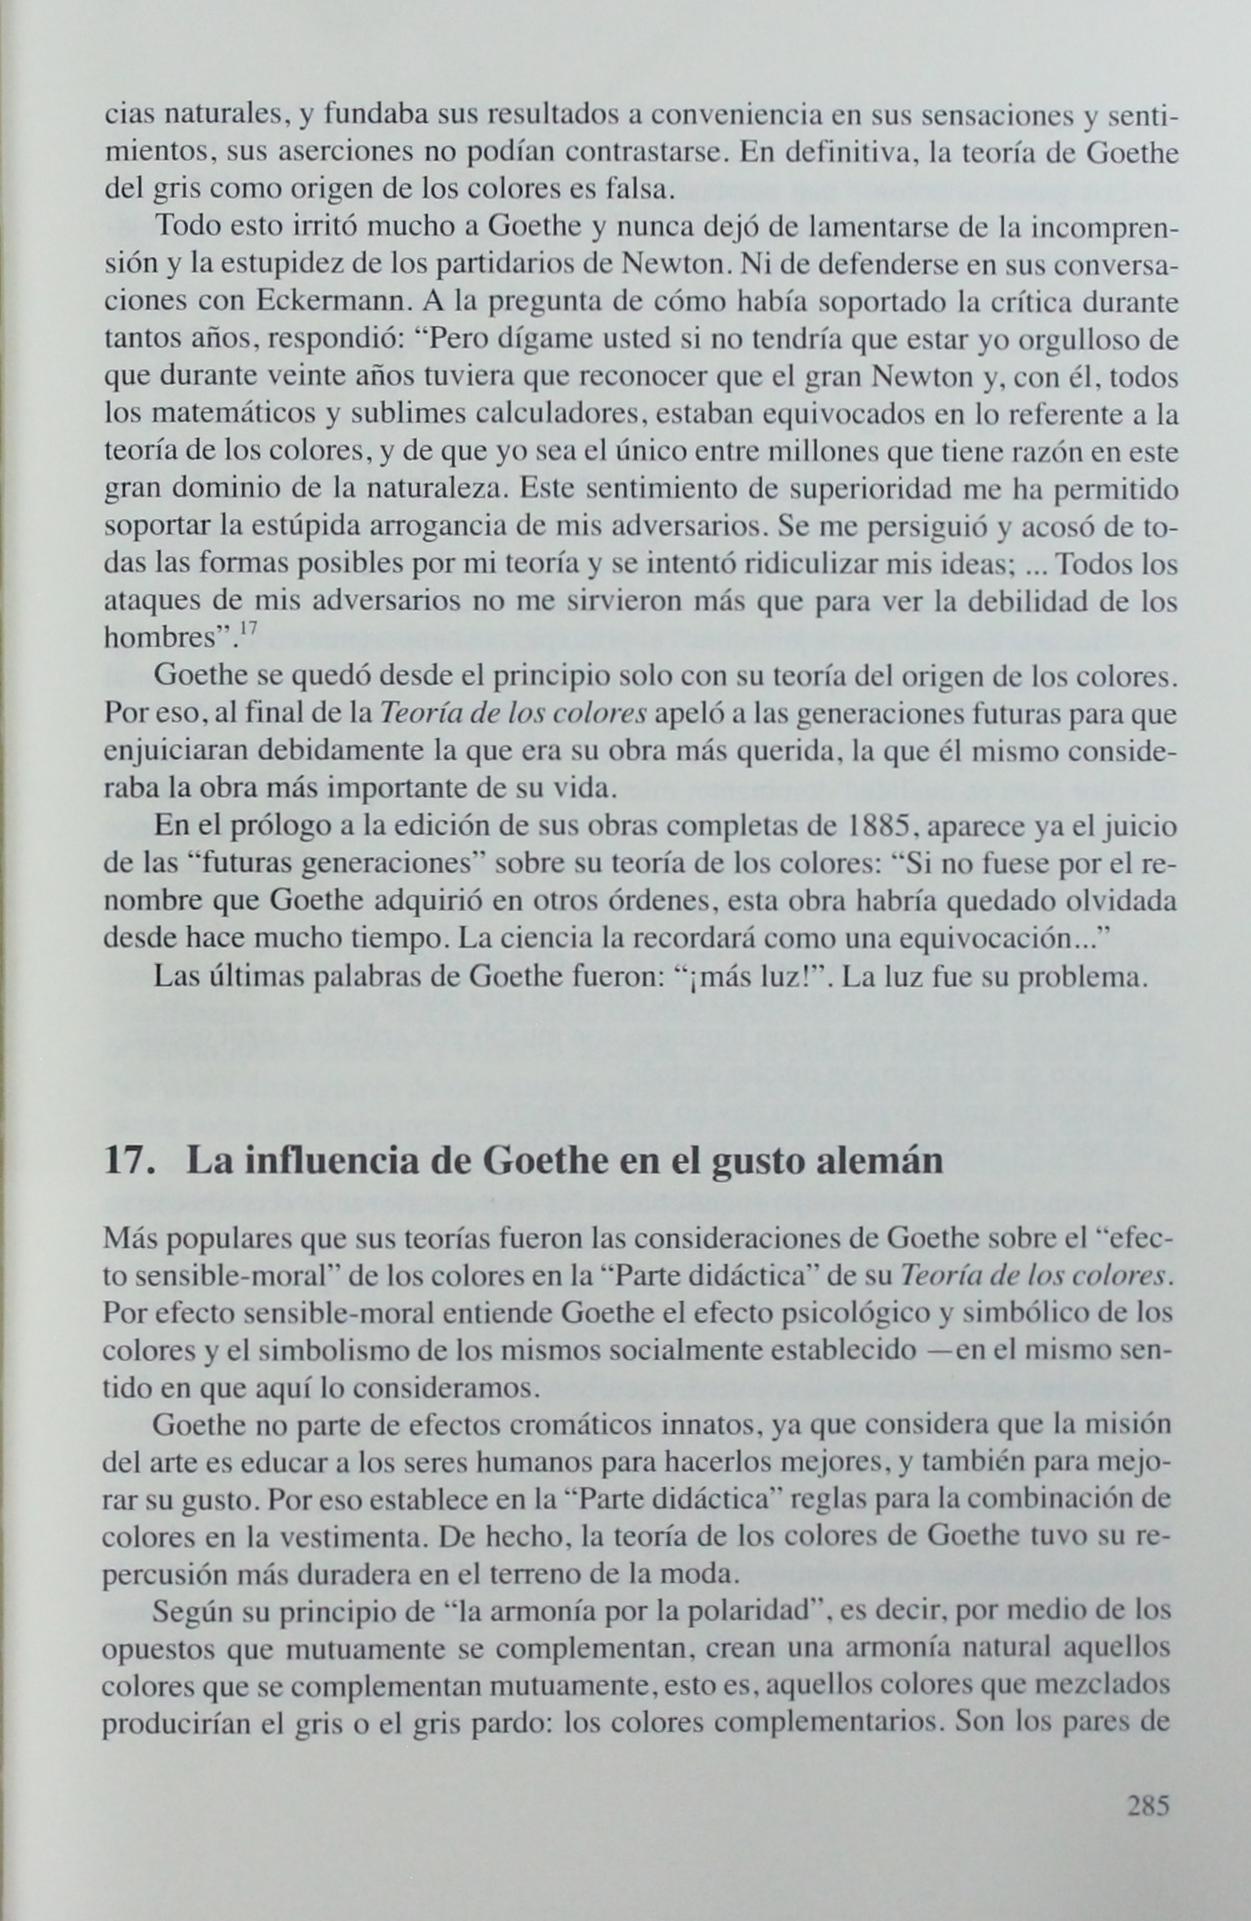 cias naturales, y fundaba sus resultados a conveniencia en sus sensaciones y senti-
mientos, sus aserciones no podían contrastarse. En definitiva, la teoría de Goethe
del gris como origen de los colores es falsa.
Todo esto irritó mucho a Goethe y nunca dejó de lamentarse de la incompren-
sión y la estupidez de los partidarios de Newton. Ni de defenderse en sus conversa-
ciones con Eckermann. A la pregunta de cómo había soportado la crítica durante
tantos años, respondió: “Pero dígame usted si no tendría que estar yo orgulloso de
que durante veinte años tuviera que reconocer que el gran Newton y, con él, todos
los matemáticos y sublimes calculadores, estaban equivocados en lo referente a la
teoría de los colores, y de que yo sea el único entre millones que tiene razón en este
gran dominio de la naturaleza. Este sentimiento de superioridad me ha permitido
soportar la estúpida arrogancia de mis adversarios. Se me persiguió y acosó de to-
das las formas posibles por mi teoría y se intentó ridiculizar mis ideas; ... Todos los
ataques de mis adversarios no me sirvieron más que para ver la debilidad de los
hombres”.17
Goethe se quedó desde el principio solo con su teoría del origen de los colores.
Por eso, al final de la Teoría de los colores apeló a las generaciones futuras para que
enjuiciaran debidamente la que era su obra más querida, la que él mismo conside-
raba la obra más importante de su vida.
En el prólogo a la edición de sus obras completas de 1885, aparece ya el juicio
de las “futuras generaciones” sobre su teoría de los colores: “Si no fuese por el re-
nombre que Goethe adquirió en otros órdenes, esta obra habría quedado olvidada
desde hace mucho tiempo. La ciencia la recordará como una equivocación...”
Las últimas palabras de Goethe fueron: “¡más luz!”. La luz fue su problema.
17. La influencia de Goethe en el gusto alemán
Más populares que sus teorías fueron las consideraciones de Goethe sobre el “efec-
to sensible-moral” de los colores en la “Parte didáctica” de su Teoría de los colores.
Por efecto sensible-moral entiende Goethe el efecto psicológico y simbólico de los
colores y el simbolismo de los mismos socialmente establecido —en el mismo sen-
tido en que aquí lo consideramos.
Goethe no parte de efectos cromáticos innatos, ya que considera que la misión
del arte es educar a los seres humanos para hacerlos mejores, y también para mejo-
rar su gusto. Por eso establece en la “Parte didáctica” reglas para la combinación de
colores en la vestimenta. De hecho, la teoría de los colores de Goethe tuvo su re-
percusión más duradera en el terreno de la moda.
Según su principio de “la armonía por la polaridad”, es decir, por medio de los
opuestos que mutuamente se complementan, crean una armonía natural aquellos
colores que se complementan mutuamente, esto es, aquellos colores que mezclados
producirían el gris o el gris pardo: los colores complementarios. Son los pares de
285